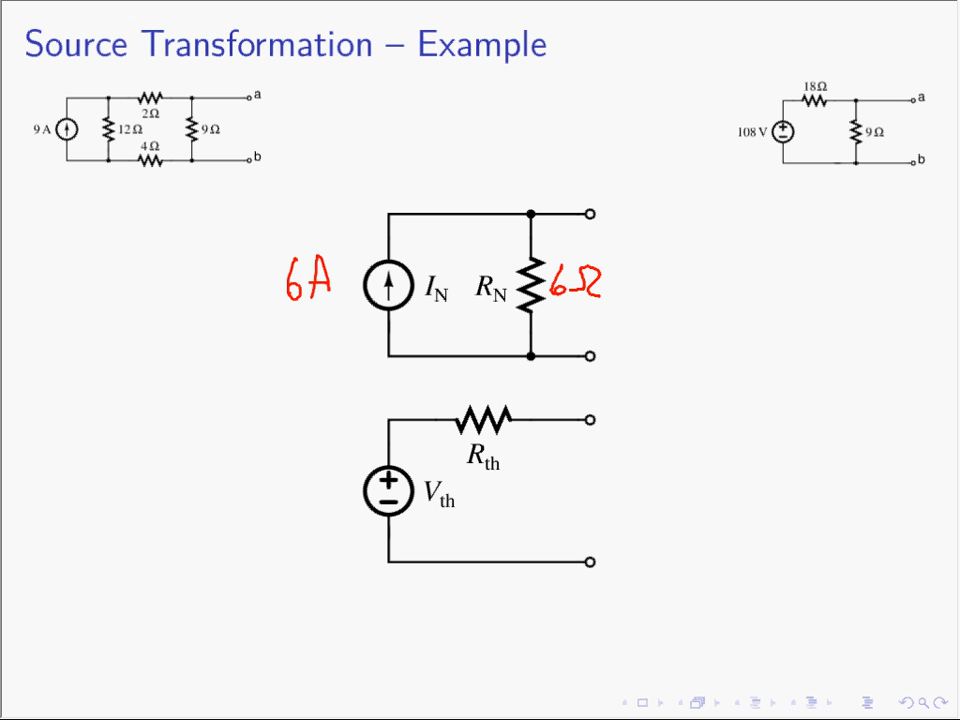 Source Transformation – Example
9 A
12Ω
2Ω
4Ω
9Ω
a
b
108 V
18Ω
9Ω
a
b
6A
I_N
R_N
6Ω
R_th
V_th